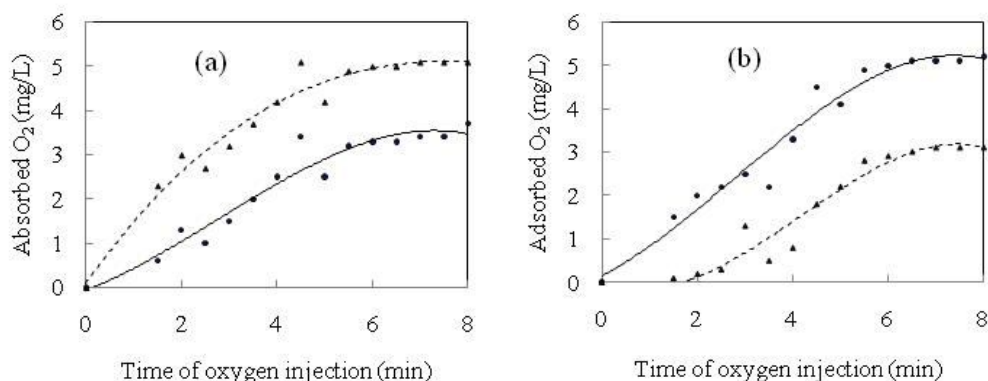 6
5
4
3
2
1
0
Absorbed O₂ (mg/L)
(a)
0 2 4 6 8
Time of oxygen injection (min)
6
5
4
3
2
1
0
Adsorbed O₂ (mg/L)
(b)
0 2 4 6 8
Time of oxygen injection (min)